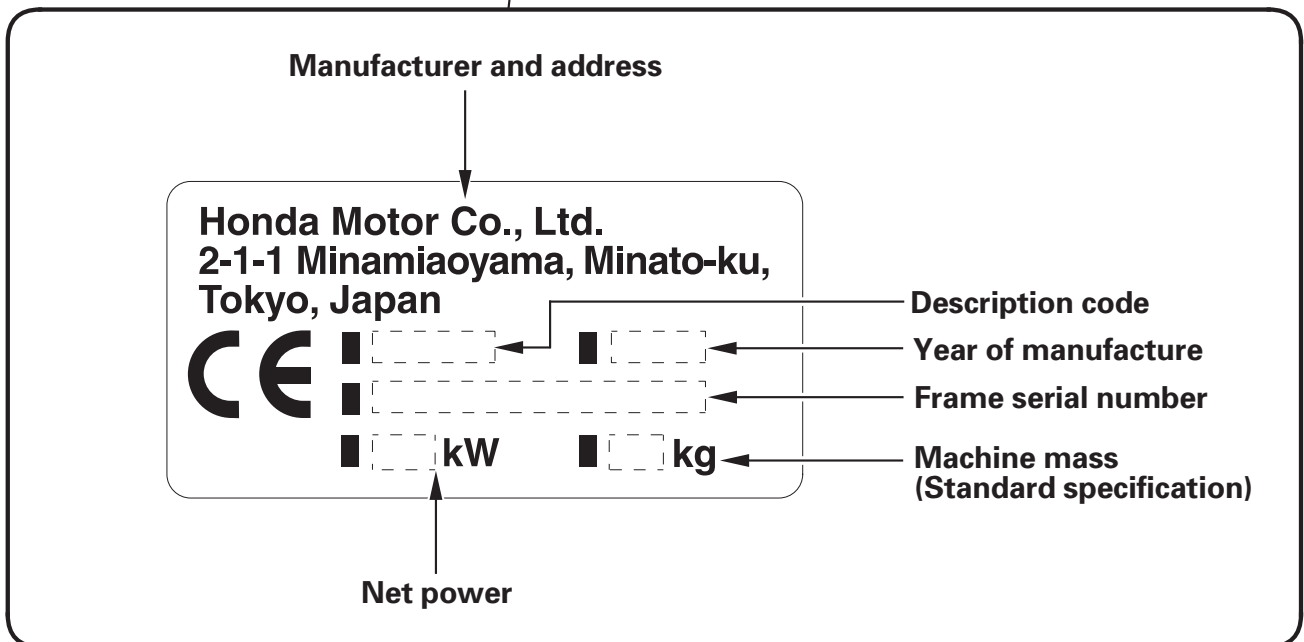 Manufacturer and address
Honda Motor Co., Ltd.
2-1-1 Minamiaoyama, Minato-ku,
Tokyo, Japan
CE
Description code
Year of manufacture
Frame serial number
kW
kg
Machine mass
(Standard specification)
Net power